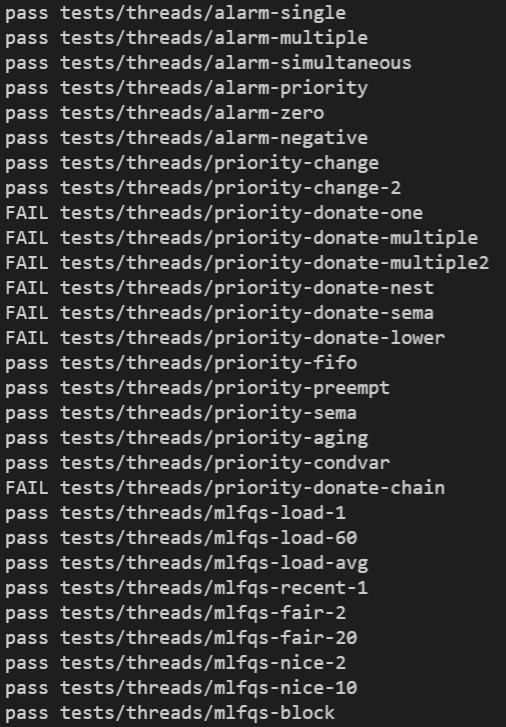 pass tests/threads/alarm-single
pass tests/threads/alarm-multiple
pass tests/threads/alarm-simultaneous
pass tests/threads/alarm-priority
pass tests/threads/alarm-zero
pass tests/threads/alarm-negative
pass tests/threads/priority-change
pass tests/threads/priority-change-2
FAIL tests/threads/priority-donate-one
FAIL tests/threads/priority-donate-multiple
FAIL tests/threads/priority-donate-multiple2
FAIL tests/threads/priority-donate-nest
FAIL tests/threads/priority-donate-sema
FAIL tests/threads/priority-donate-lower
pass tests/threads/priority-fifo
pass tests/threads/priority-preempt
pass tests/threads/priority-sema
pass tests/threads/priority-aging
pass tests/threads/priority-condvar
FAIL tests/threads/priority-donate-chain
pass tests/threads/mlfqs-load-1
pass tests/threads/mlfqs-load-60
pass tests/threads/mlfqs-load-avg
pass tests/threads/mlfqs-recent-1
pass tests/threads/mlfqs-fair-2
pass tests/threads/mlfqs-fair-20
pass tests/threads/mlfqs-nice-2
pass tests/threads/mlfqs-nice-10
pass tests/threads/mlfqs-block